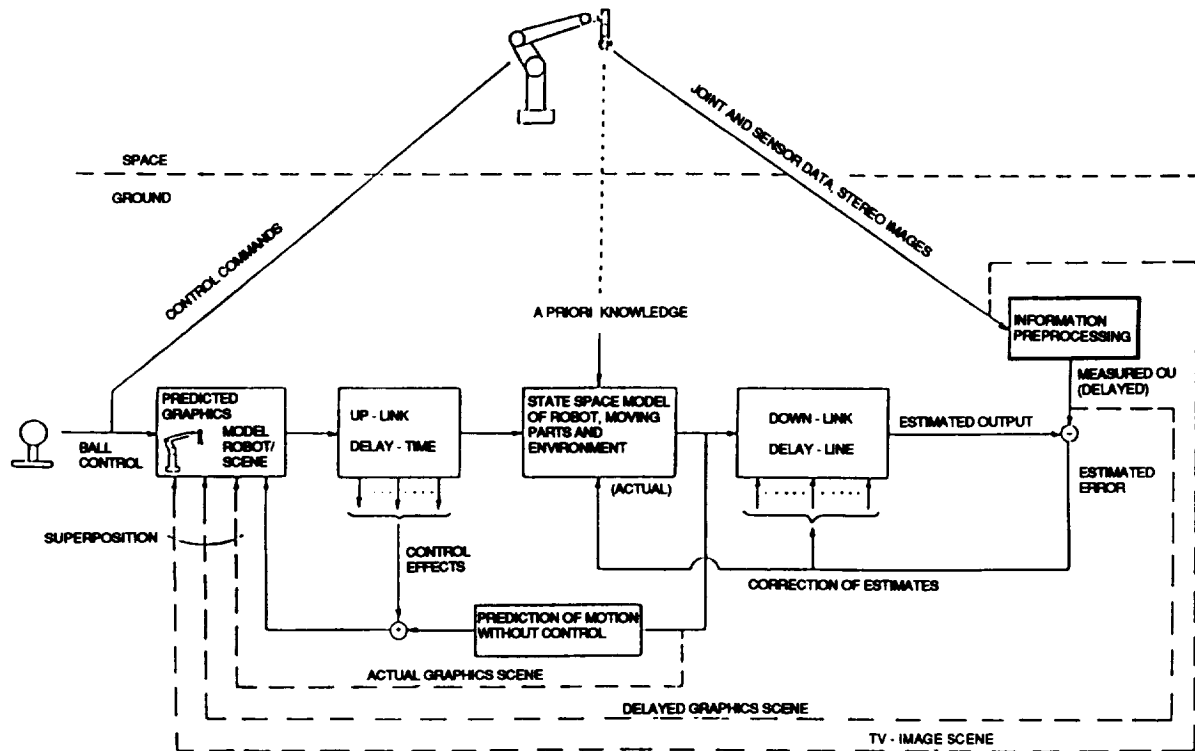 JOINT AND SENSOR DATA, STEREO IMAGES
SPACE
GROUND
CONTROL COMMANDS
A PRIORI KNOWLEDGE
INFORMATION
PREPROCESSING
MEASURED OU
(DELAYED)
PREDICTED
GRAPHICS
MODEL
ROBOT/
SCENE
UP - LINK
DELAY - TIME
STATE SPACE MODEL
OF ROBOT, MOVING
PARTS AND
ENVIRONMENT
(ACTUAL)
DOWN - LINK
DELAY - LINE
ESTIMATED OUTPUT
BALL
CONTROL
ESTIMATED
ERROR
SUPERPOSITION
CONTROL
EFFECTS
CORRECTION OF ESTIMATES
PREDICTION OF MOTION
WITHOUT CONTROL
ACTUAL GRAPHICS SCENE
DELAYED GRAPHICS SCENE
TV - IMAGE SCENE